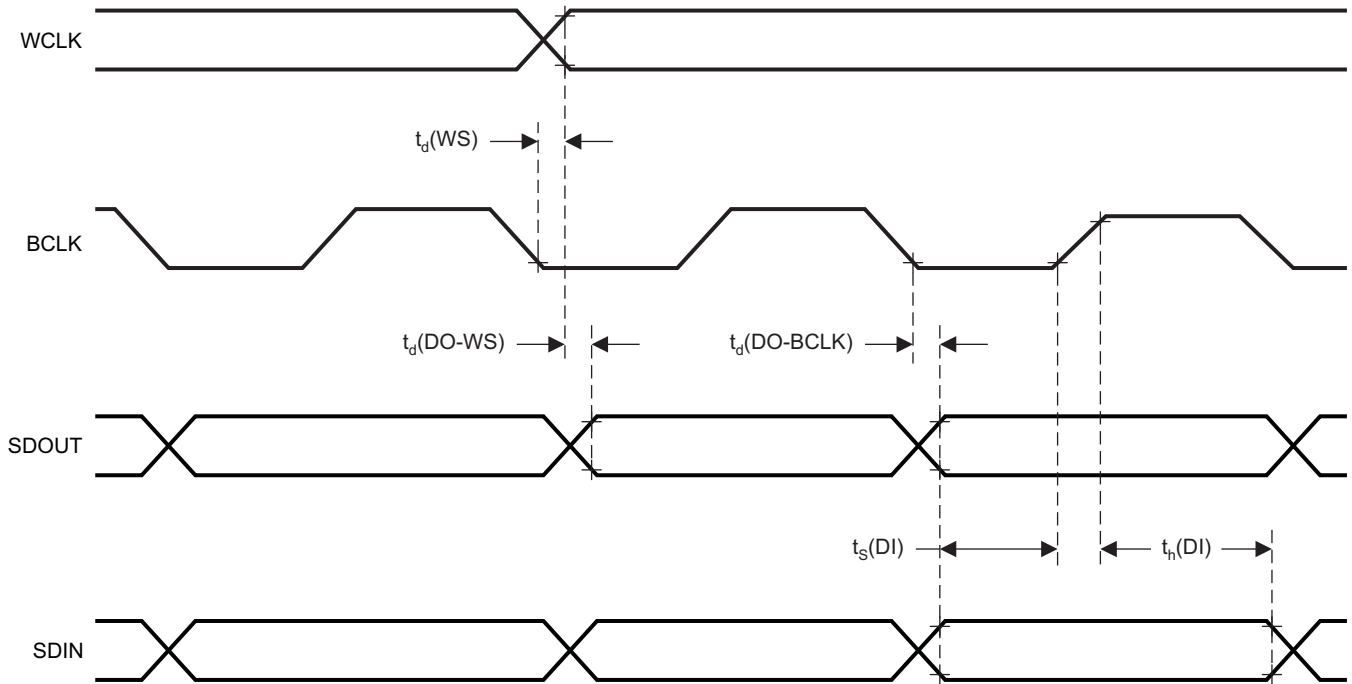 WCLK
td(WS)
BCLK
td(DO-WS)
td(DO-BCLK)
SDOUT
tS(DI)
th(DI)
SDIN